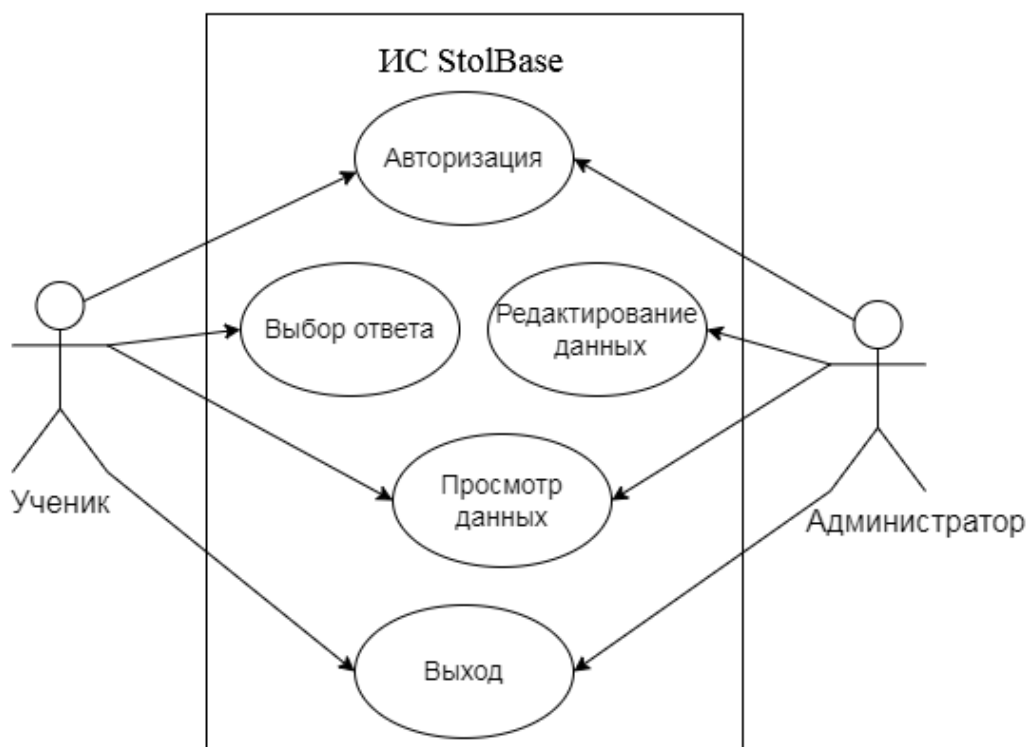 ИС StolBase
Авторизация
Выбор ответа
Редактирование
данных
Просмотр
данных
Ученик
Администратор
Выход